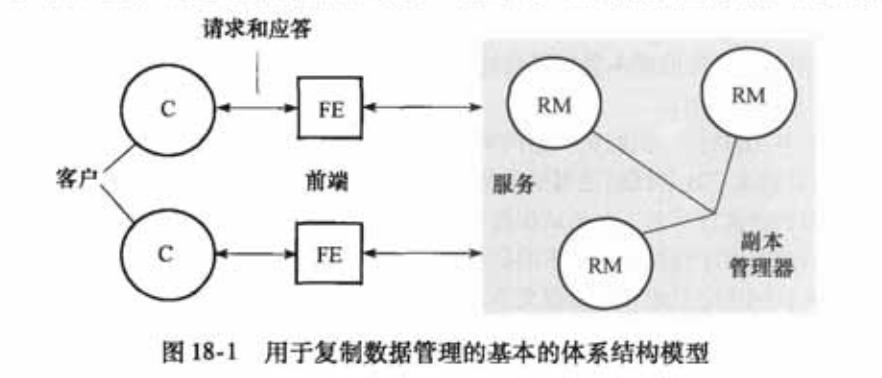 请求和应答
C
FE
RM
RM
客户
前端
服务
C
FE
RM
副本
管理器
图 18-1 用于复制数据管理的基本的体系结构模型